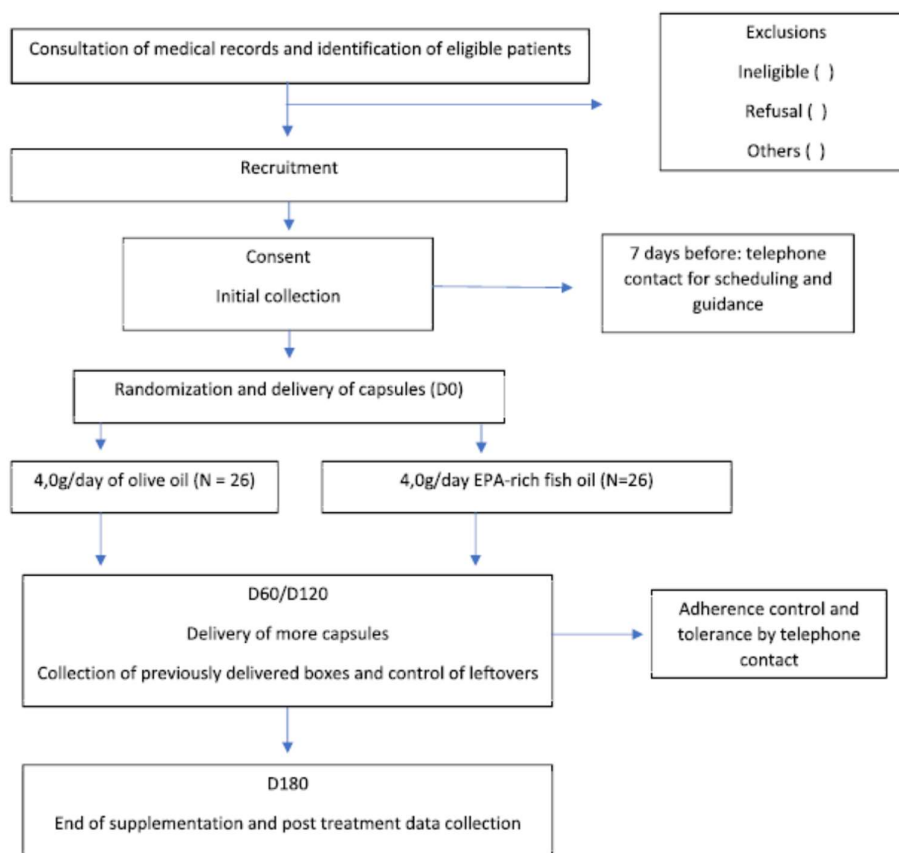 Consultation of medical records and identification of eligible patients
Exclusions
Ineligible ( )
Refusal ( )
Others ( )
Recruitment
Consent
Initial collection
7 days before: telephone
contact for scheduling and
guidance
Randomization and delivery of capsules (D0)
4,0g/day of olive oil (N = 26)
4,0g/day EPA-rich fish oil (N=26)
D60/D120
Delivery of more capsules
Collection of previously delivered boxes and control of leftovers
Adherence control and
tolerance by telephone
contact
D180
End of supplementation and post treatment data collection